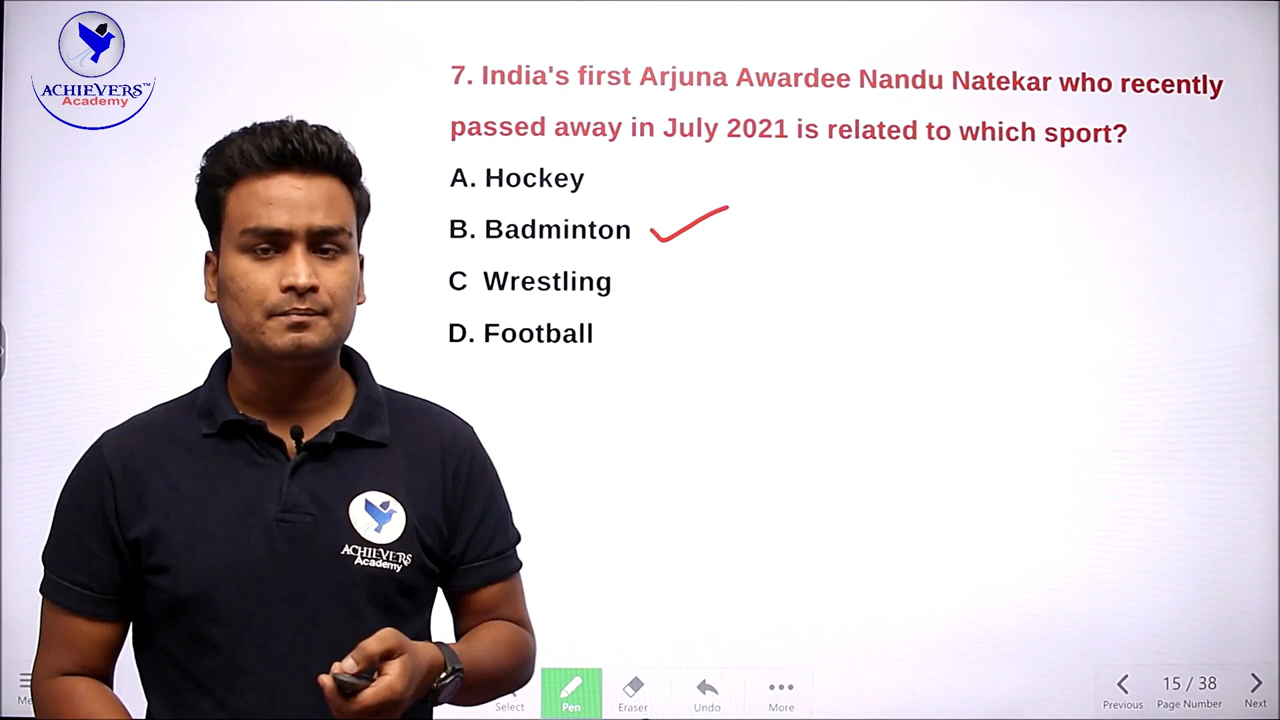 ACHIEVERS™
Academy
7. India's first Arjuna Awardee Nandu Natekar who recently
passed away in July 2021 is related to which sport?
A. Hockey
B. Badminton
C Wrestling
D. Football
ACHIEVERS
Academy
Select
Pen
Eraser
Undo
More
Previous
15 / 38
Page Number
Next